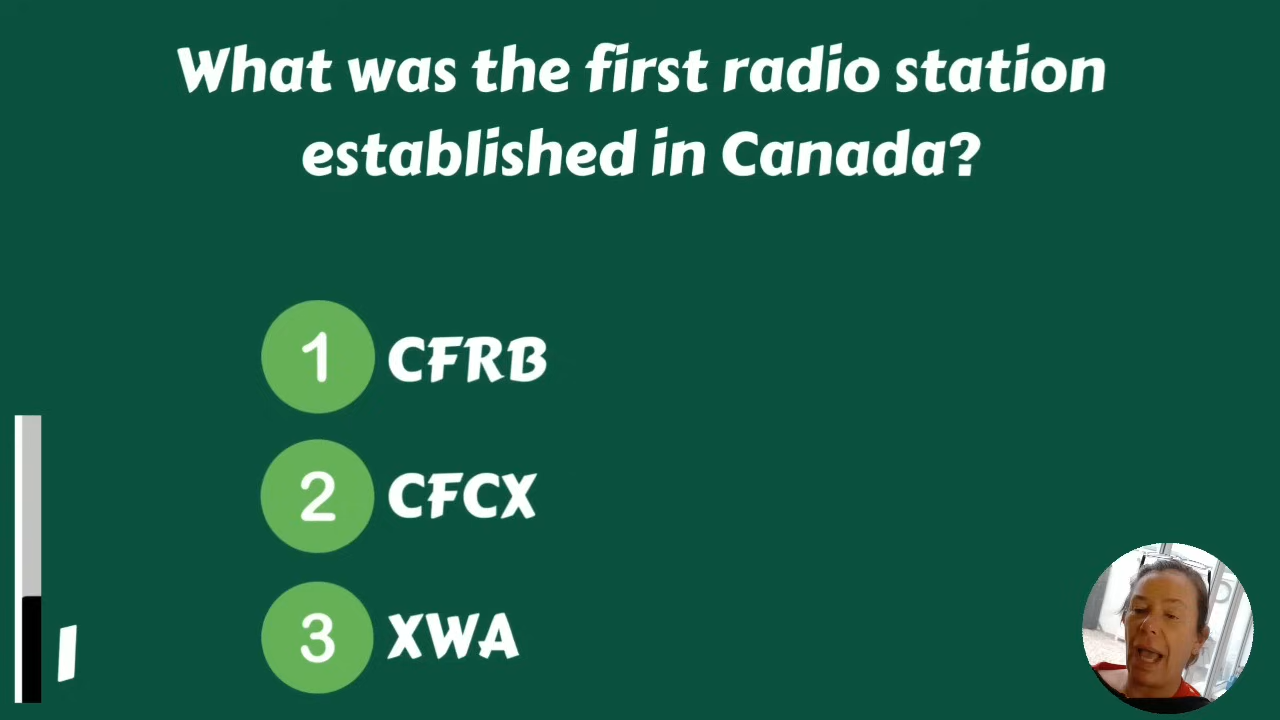 What was the first radio station
established in Canada?
1 CFRB
2 CFCX
3 XWA